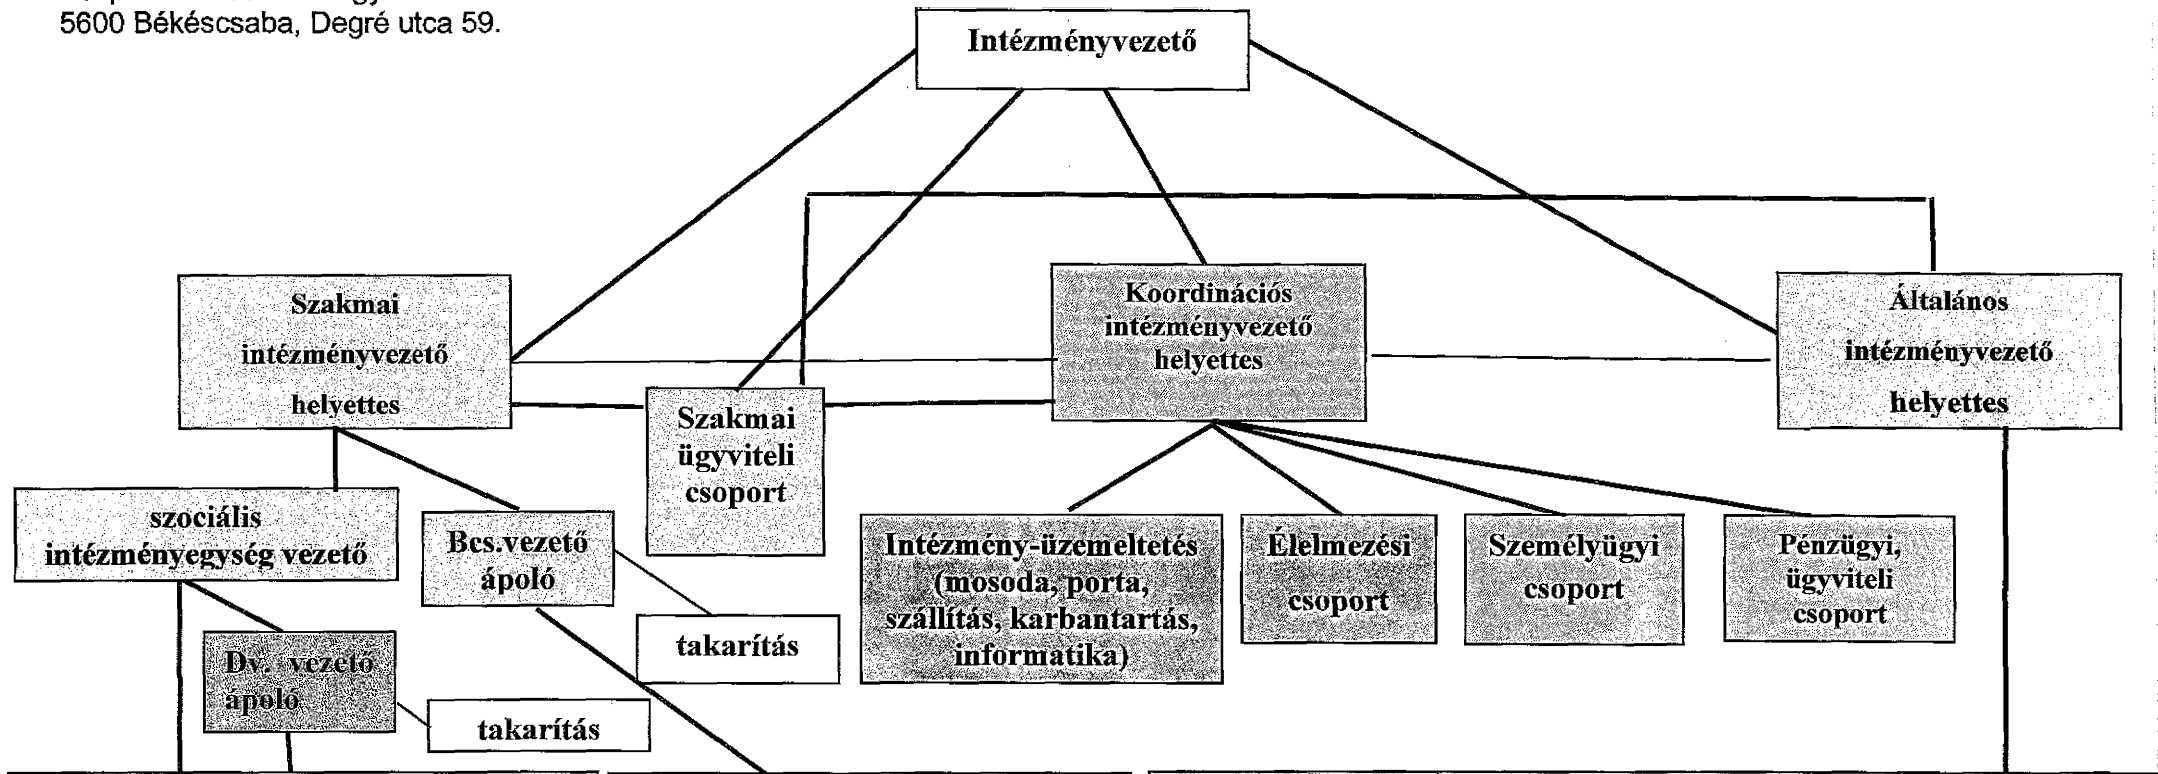 5600 Békéscsaba, Degré utca 59.
Intézményvezető
Szakmai
intézményvezető
helyettes
Koordinációs
intézményvezető
helyettes
Általános
intézményvezető
helyettes
Szakmai
ügyviteli
csoport
szociális
intézményegység vezető
Bcs.vezető
ápoló
Intézmény-üzemeltetés
(mosoda, porta,
szállítás, karbantartás,
informatika)
Élelmezési
csoport
Személyügyi
csoport
Pénzügyi,
ügyviteli
csoport
takarítás
Dv. vezető
ápoló
takarítás